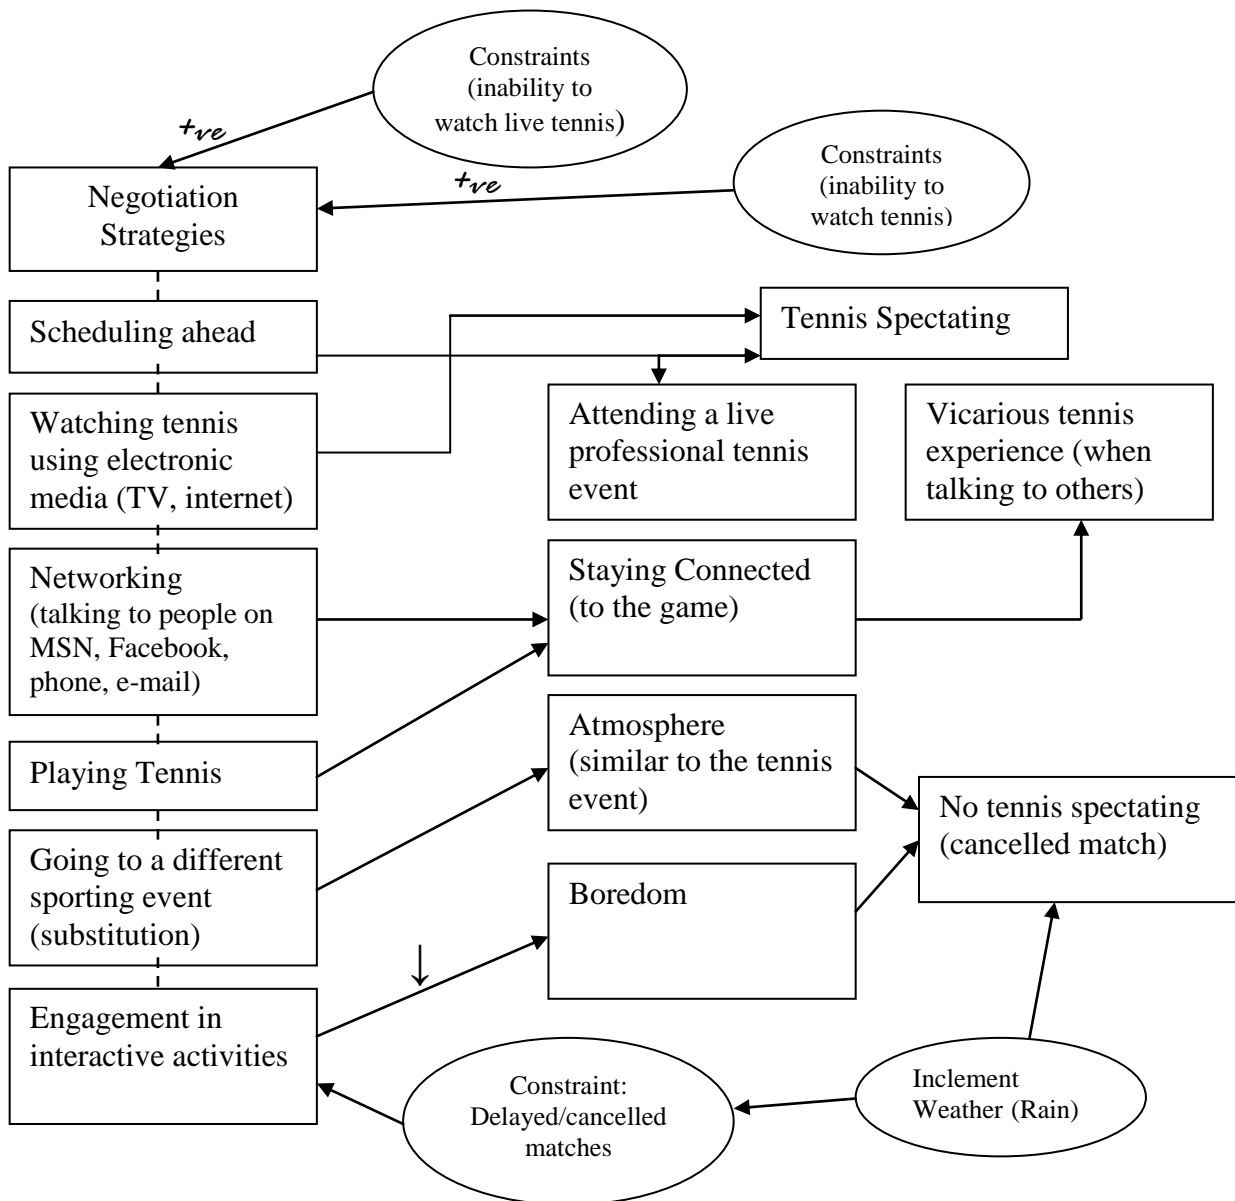 Constraints
(inability to
watch live tennis)
+ve
Constraints
(inability to
watch tennis)
+ve
Negotiation
Strategies
Scheduling ahead
Tennis Spectating
Watching tennis
using electronic
media (TV, internet)
Attending a live
professional tennis
event
Vicarious tennis
experience (when
talking to others)
Networking
(talking to people on
MSN, Facebook,
phone, e-mail)
Staying Connected
(to the game)
Playing Tennis
Atmosphere
(similar to the tennis
event)
No tennis spectating
(cancelled match)
Going to a different
sporting event
(substitution)
Boredom
↓
Engagement in
interactive activities
Constraint:
Delayed/cancelled
matches
Inclement
Weather (Rain)